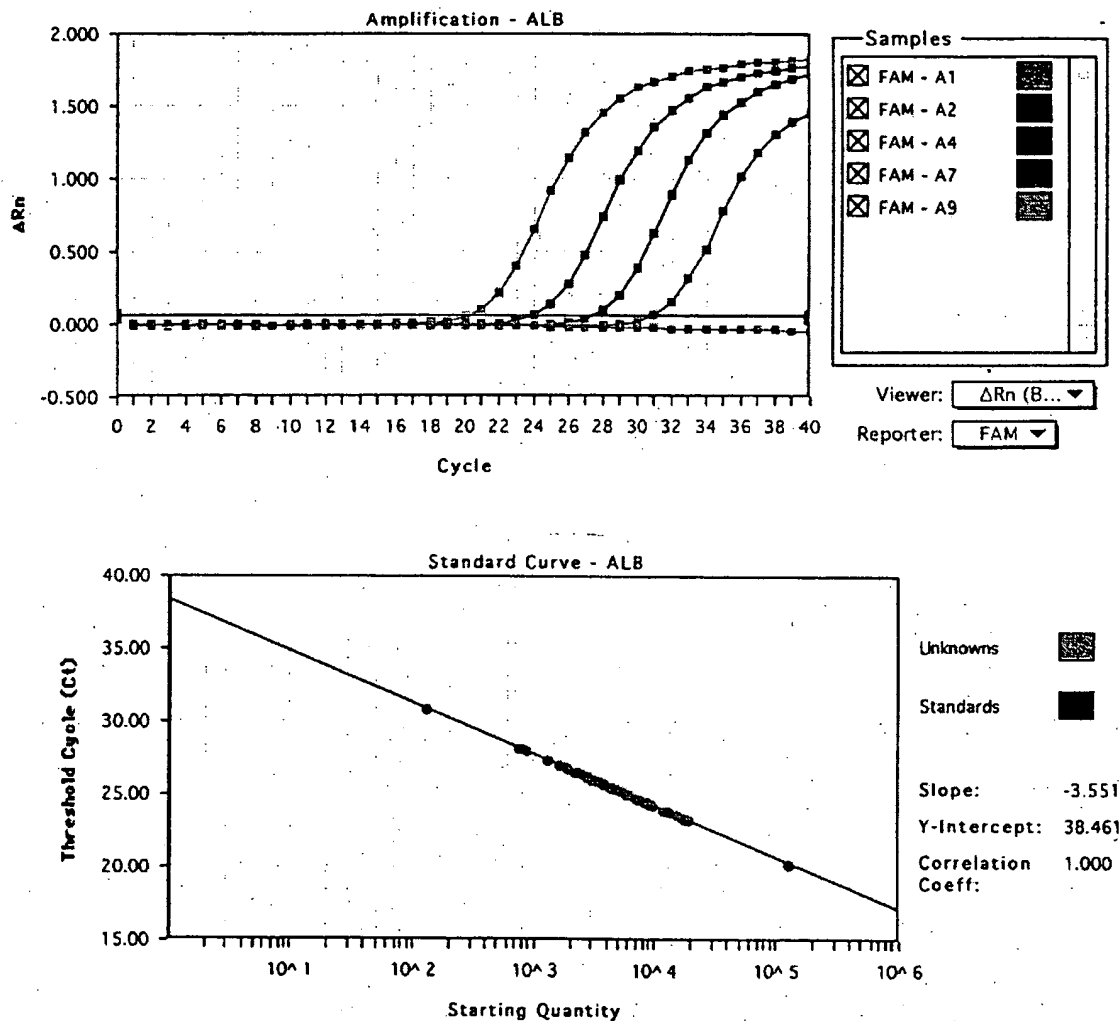 Amplification - ALB
2.000
1.500
1.000
0.500
0.000
-0.500
ΔRn
0 2 4 6 8 10 12 14 16 18 20 22 24 26 28 30 32 34 36 38 40
Cycle
Samples
FAM - A1
FAM - A2
FAM - A4
FAM - A7
FAM - A9
Viewer: ΔRn (B...
Reporter: FAM
Standard Curve - ALB
40.00
35.00
30.00
25.00
20.00
15.00
Threshold Cycle (Ct)
10^1 10^2 10^3 10^4 10^5 10^6
Starting Quantity
Unknowns
Standards
Slope: -3.551
Y-Intercept: 38.461
Correlation 1.000
Coeff: